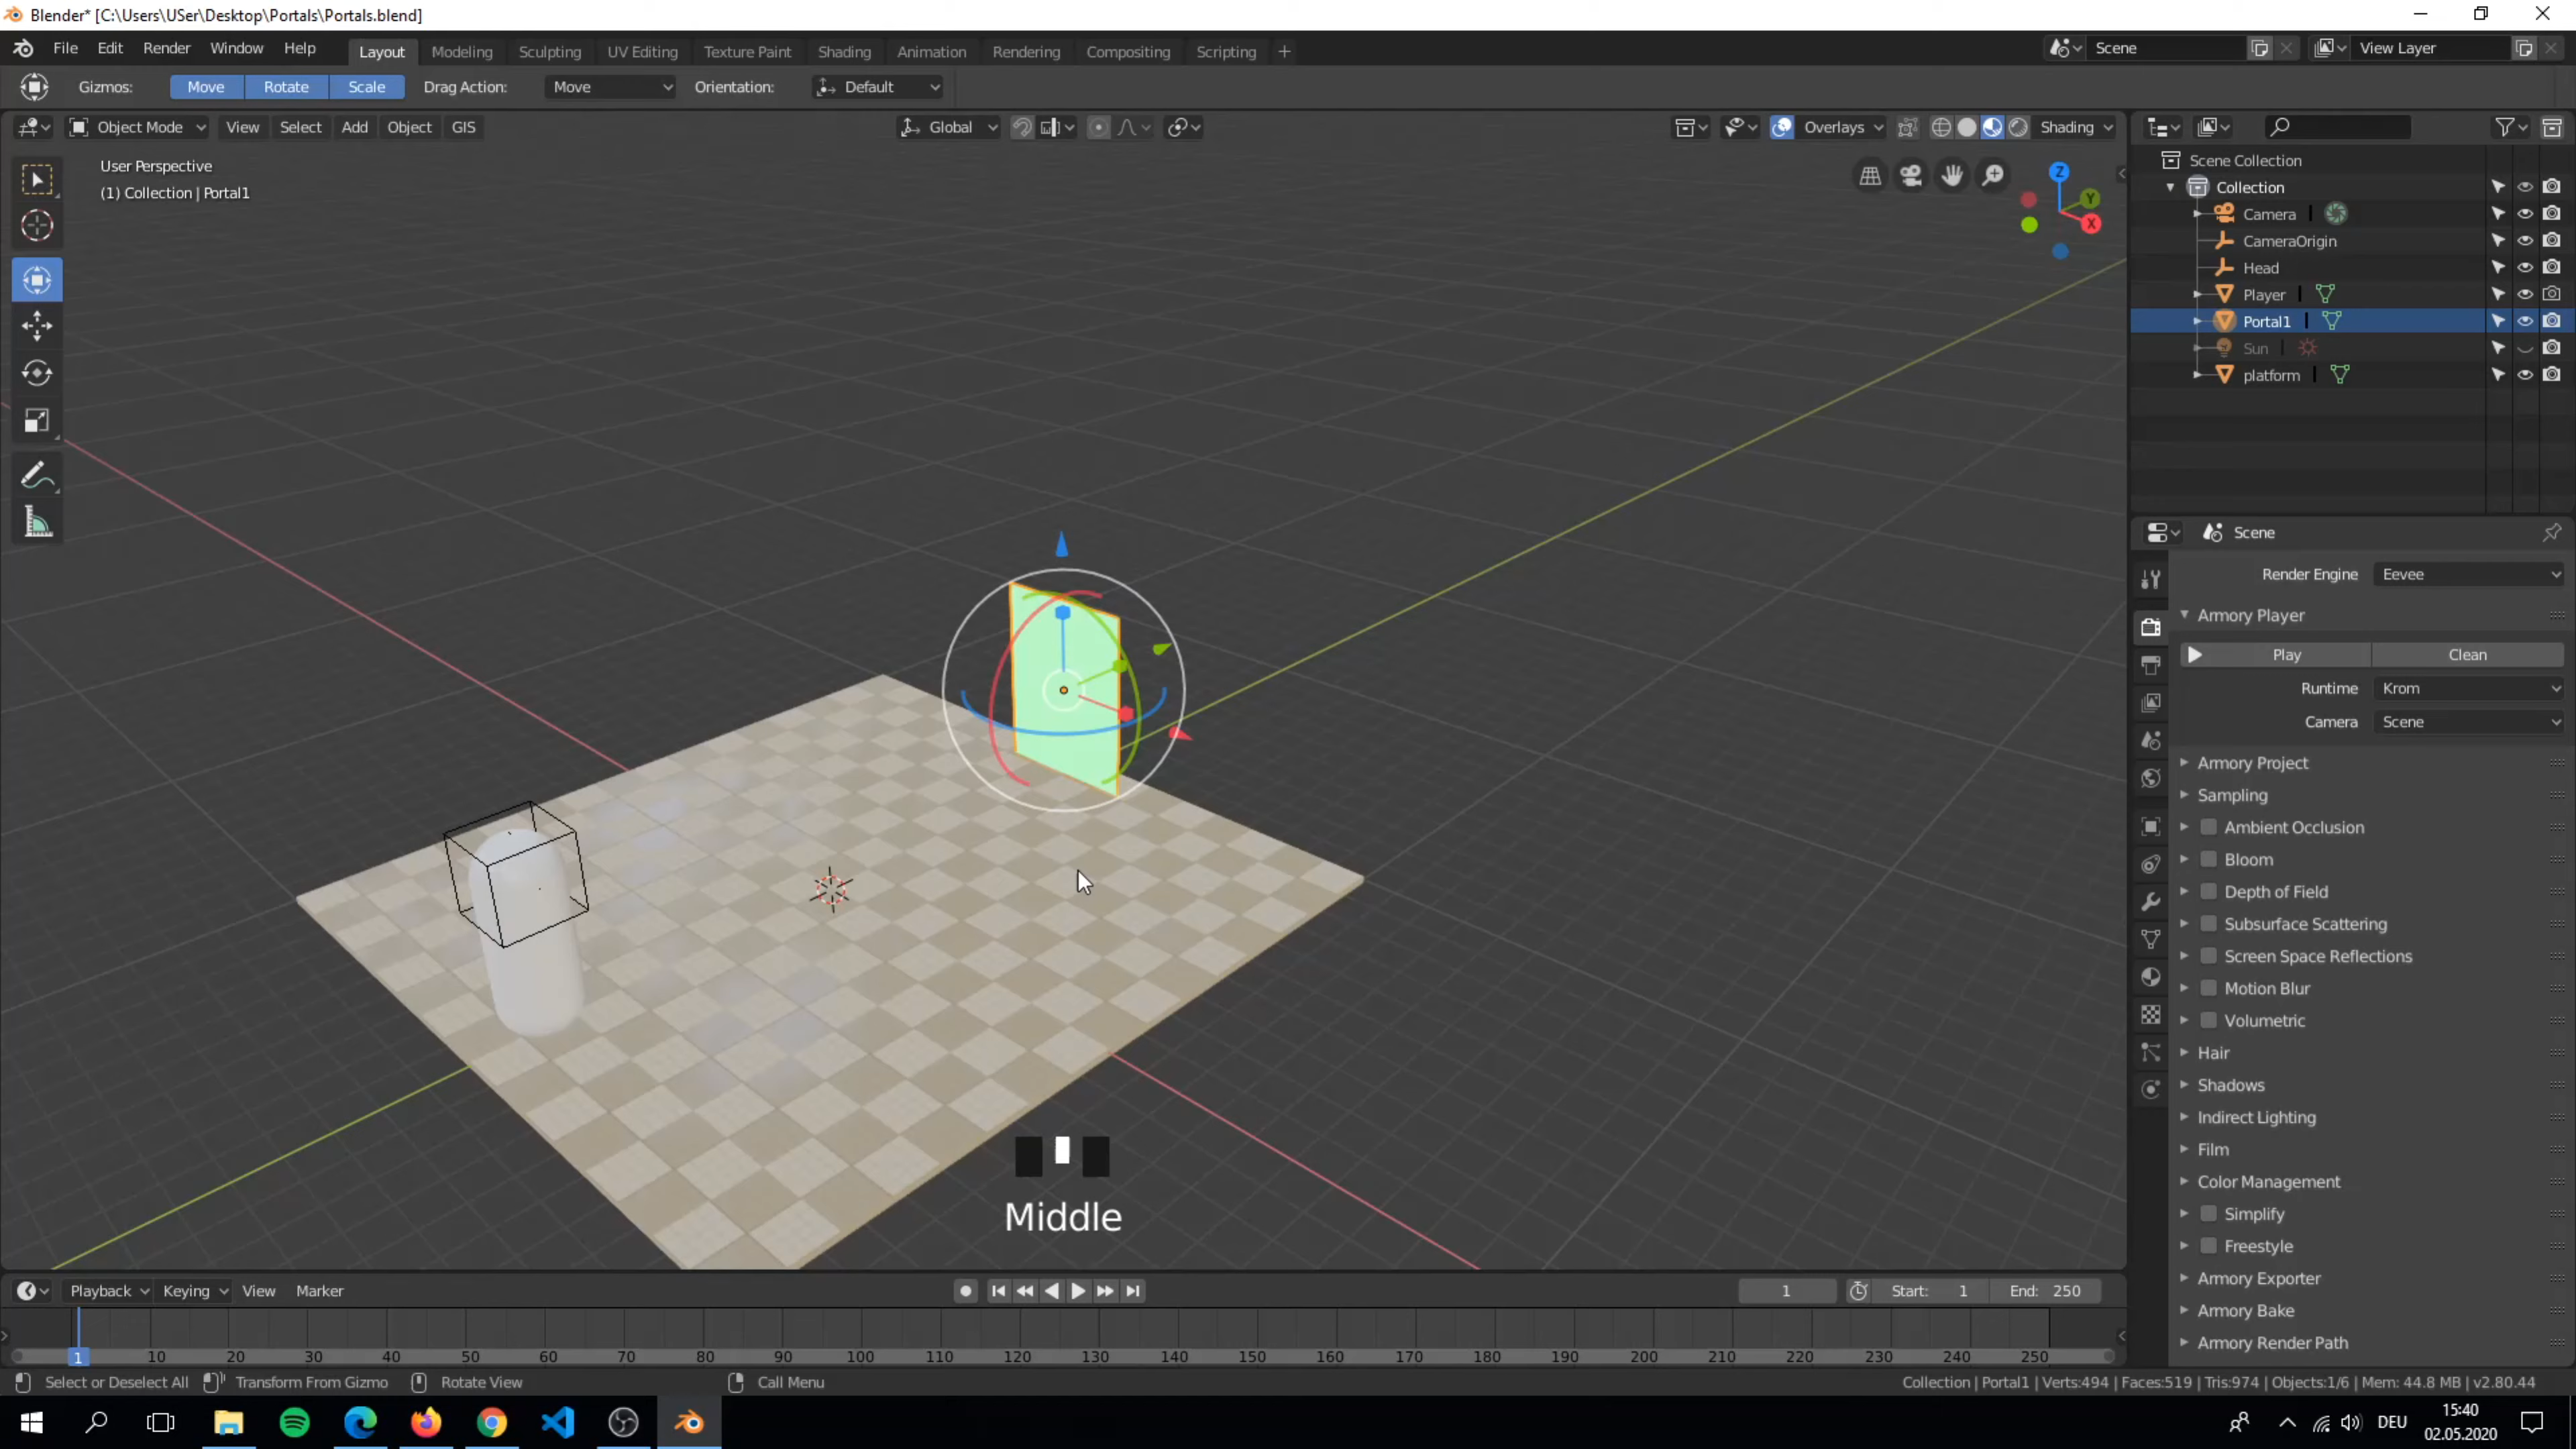 Blender* [C:\Users\USer\Desktop\Portals\Portals.blend]
File Edit Render Window Help Layout Modeling Sculpting UV Editing Texture Paint Shading Animation Rendering Compositing Scripting + Scene View Layer
Gizmos: Move Rotate Scale Drag Action: Move Orientation: Default
Object Mode View Select Add Object GIS Global Overlays Shading
User Perspective
(1) Collection | Portal1
Z
Y
X
Scene Collection
Collection
Camera
CameraOrigin
Head
Player
Portal1
Sun
platform
Scene
Render Engine Eevee
Armory Player
Play Clean
Runtime Krom
Camera Scene
Armory Project
Sampling
Ambient Occlusion
Bloom
Depth of Field
Subsurface Scattering
Screen Space Reflections
Motion Blur
Volumetric
Hair
Shadows
Indirect Lighting
Film
Color Management
Simplify
Freestyle
Armory Exporter
Armory Bake
Armory Render Path
Middle
Playback Keying View Marker 1 Start: 1 End: 250
1 10 20 30 40 50 60 70 80 90 100 110 120 130 140 150 160 170 180 190 200 210 220 230 240 250
Select or Deselect All Transform From Gizmo Rotate View Call Menu Collection | Portal1 | Verts:494 | Faces:519 | Tris:974 | Objects:1/6 | Mem: 44.8 MB | v2.80.44
DEU 15:40
02.05.2020